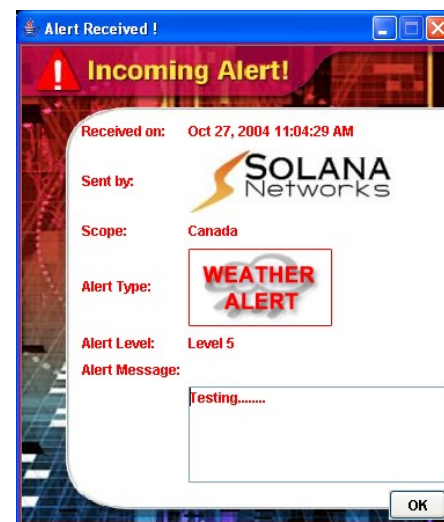 Alert Received !
Incoming Alert!
Received on: Oct 27, 2004 11:04:29 AM
Sent by: SOLANA Networks
Scope: Canada
Alert Type: WEATHER ALERT
Alert Level: Level 5
Alert Message:
Testing........
OK